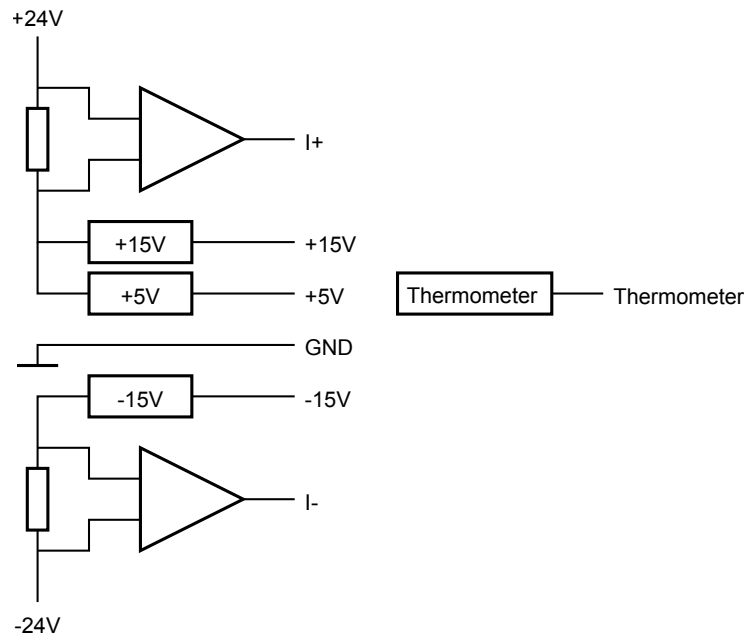 +24V
I+
+15V
+15V
+5V
+5V
Thermometer
Thermometer
GND
-15V
-15V
I-
-24V